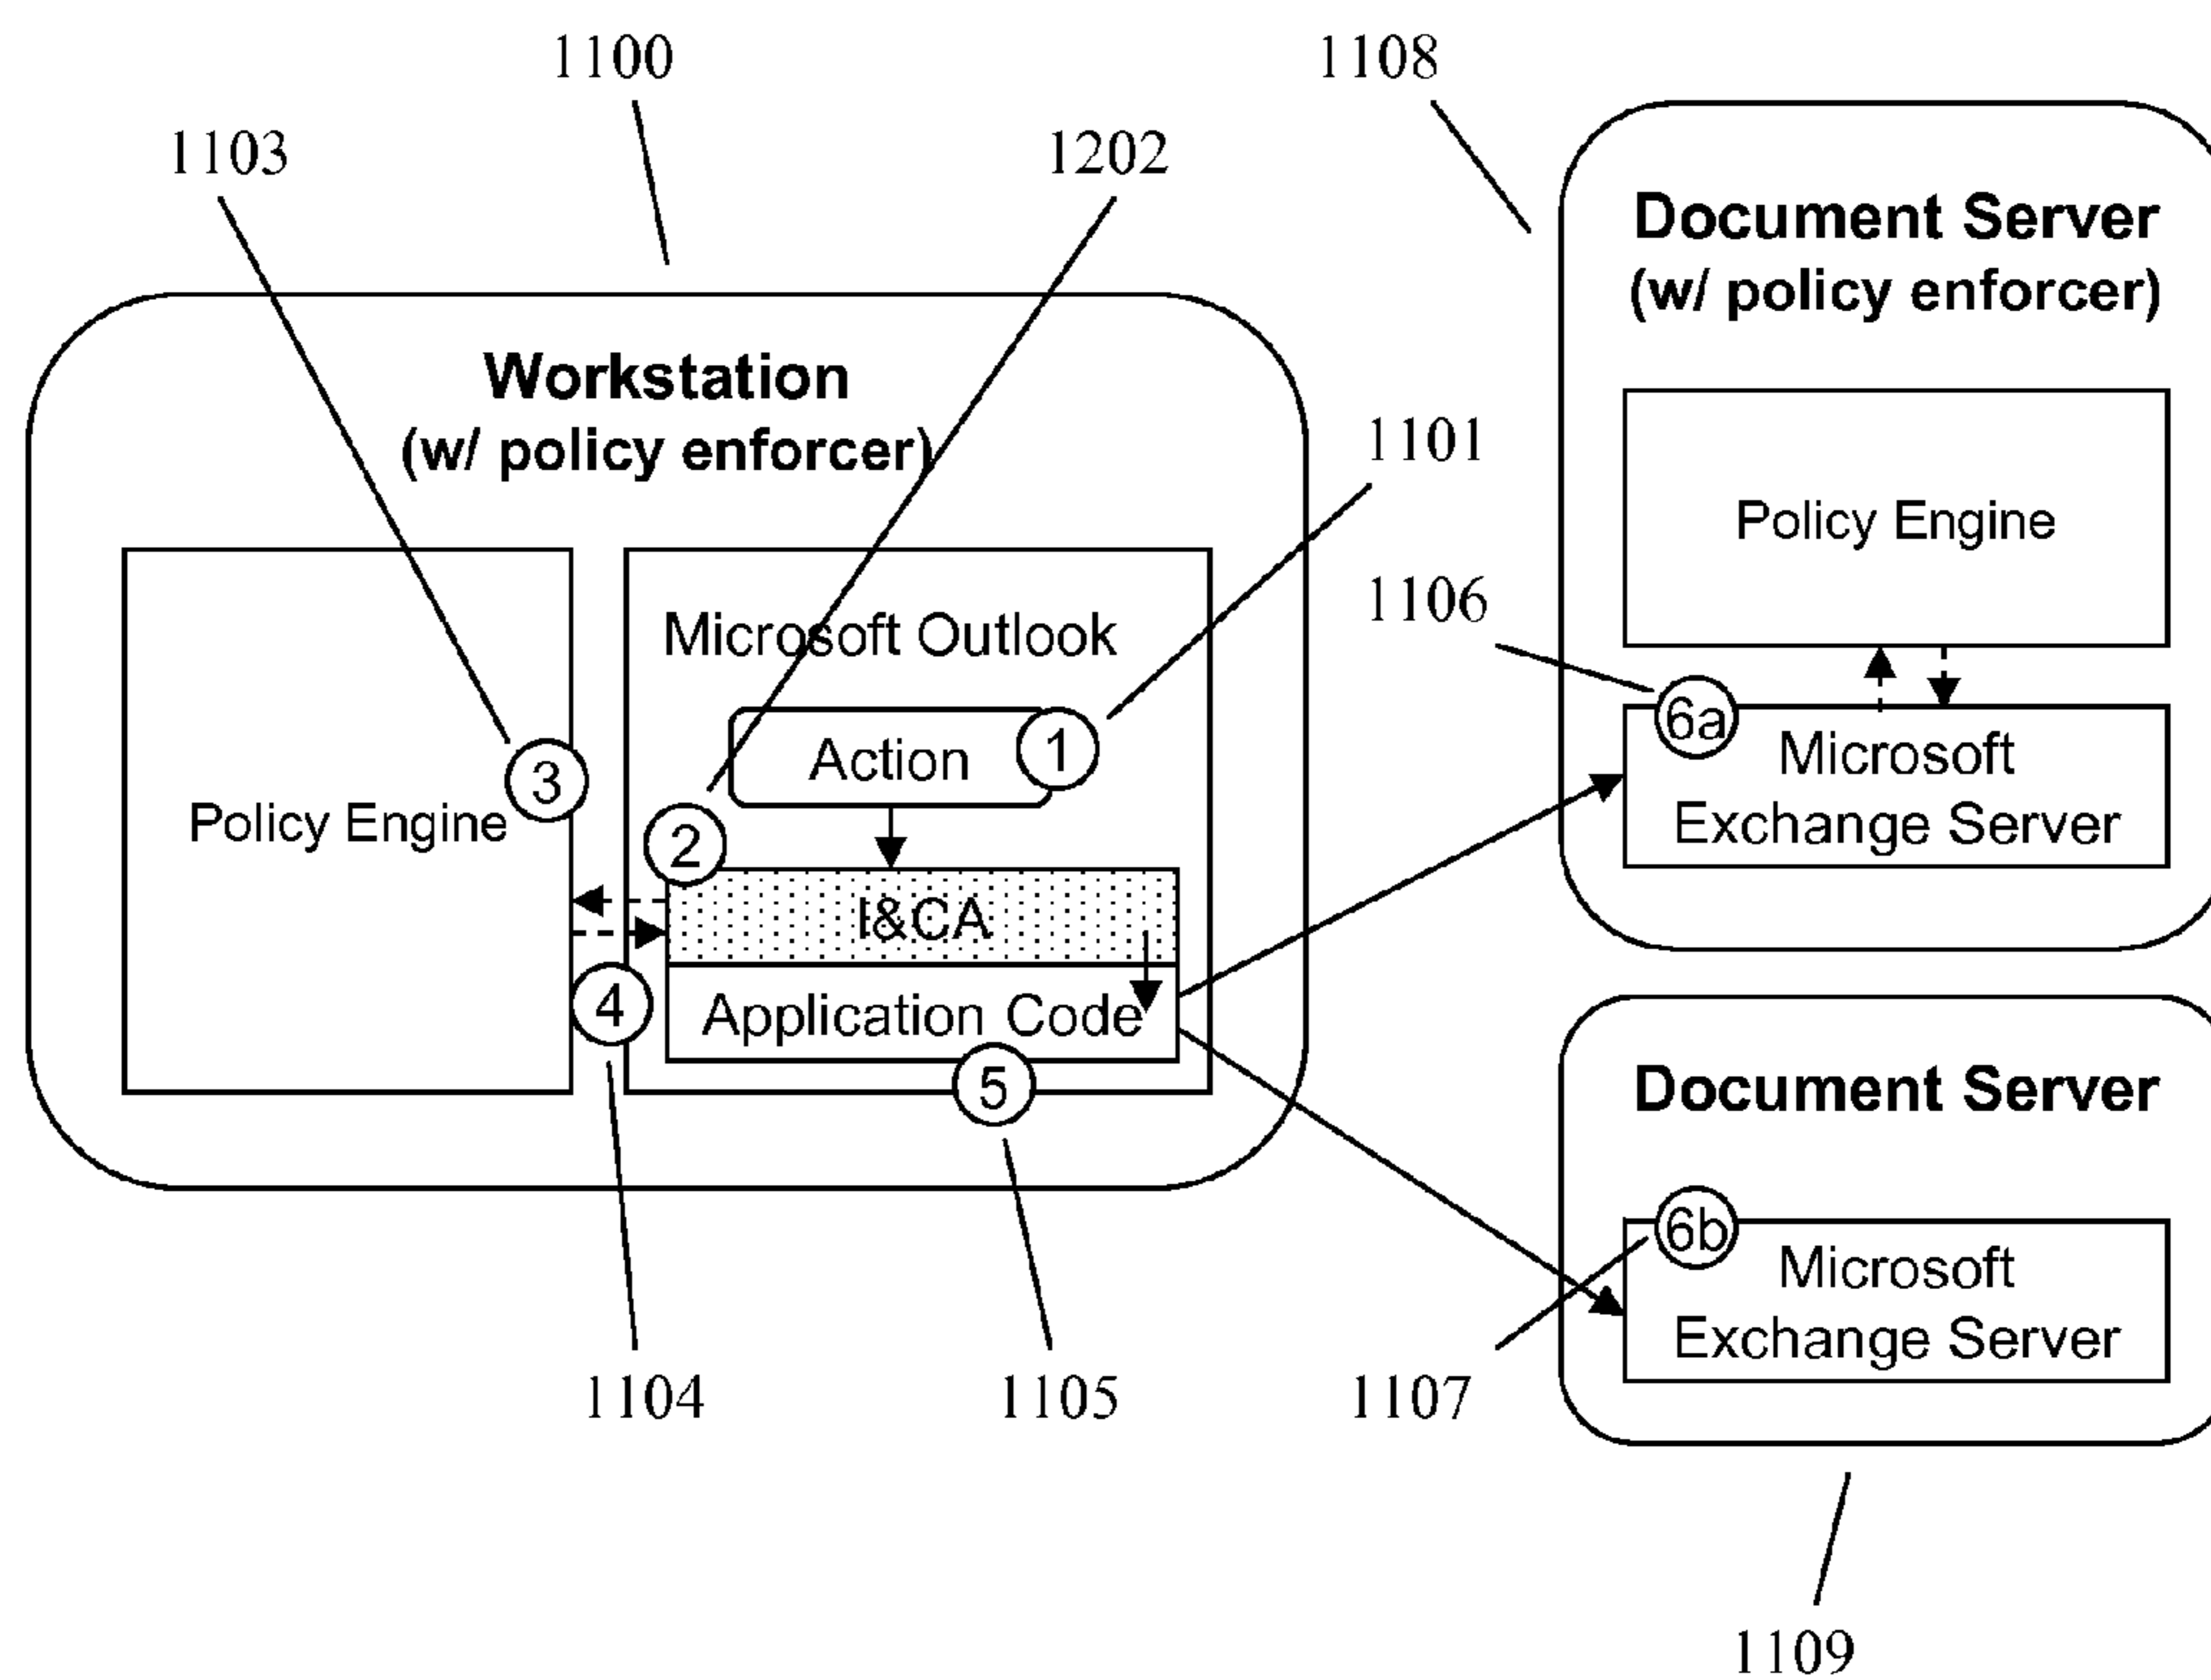 1100
1108
1103
1202
Document Server
(w/ policy enforcer)
Workstation
(w/ policy enforcer)
1101
Policy Engine
1106
Microsoft Outlook
6a
Action
1
Microsoft
Exchange Server
3
Policy Engine
2
I&CA
4
Application Code
5
Document Server
6b
Microsoft
Exchange Server
1104
1105
1107
1109